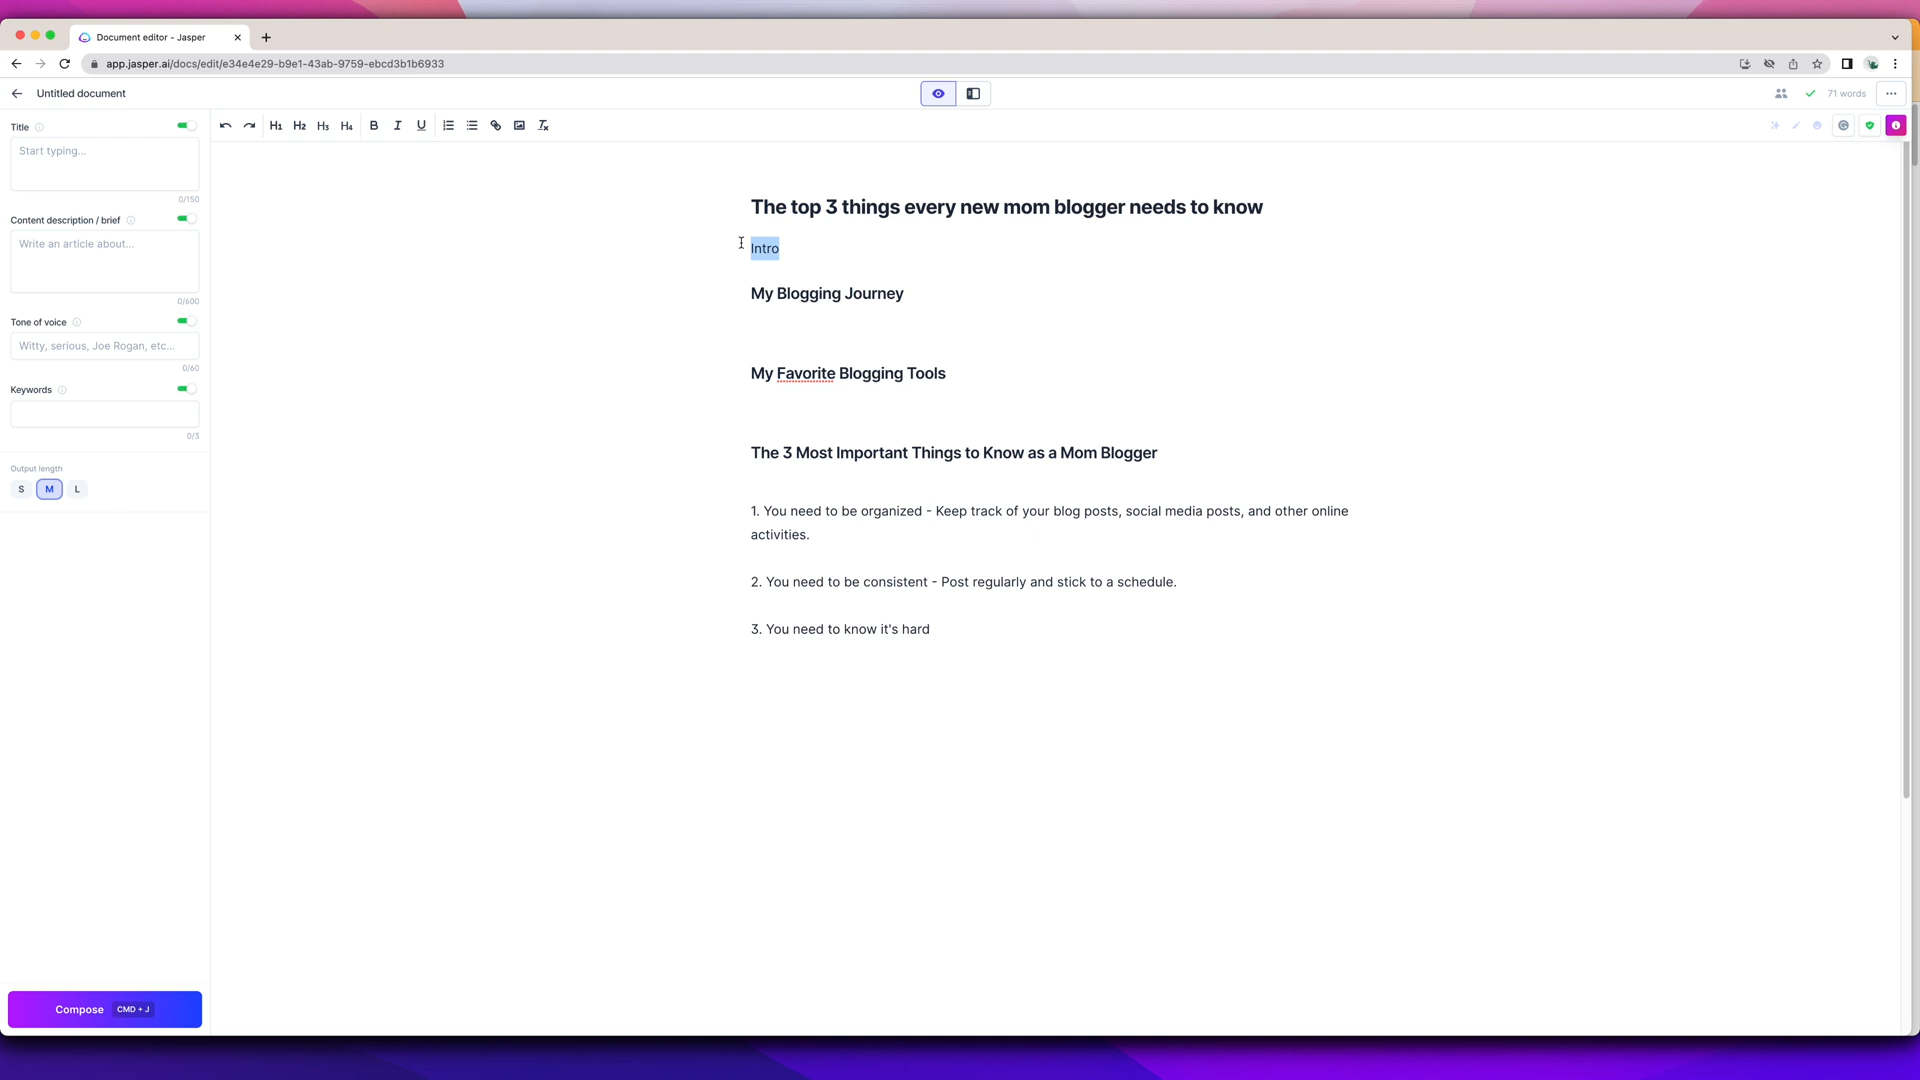 Document editor - Jasper
app.jasper.ai/docs/edit/e34e4e29-b9e1-43ab-9759-ebcd3b1b6933
Untitled document
71 words
Title
Start typing...
0/150
Content description / brief
Write an article about...
0/600
Tone of voice
Witty, serious, Joe Rogan, etc...
0/60
Keywords
0/3
Output length
S M L
Compose CMD + J
H1 H2 H3 H4 B I U
The top 3 things every new mom blogger needs to know
Intro
My Blogging Journey
My Favorite Blogging Tools
The 3 Most Important Things to Know as a Mom Blogger
1. You need to be organized - Keep track of your blog posts, social media posts, and other online
activities.
2. You need to be consistent - Post regularly and stick to a schedule.
3. You need to know it's hard